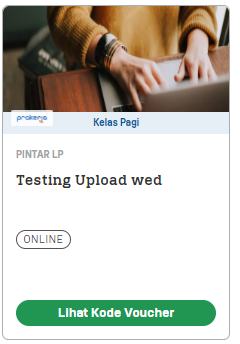 prakerja
Kelas Pagi
PINTAR LP
Testing Upload wed
ONLINE
Lihat Kode Voucher